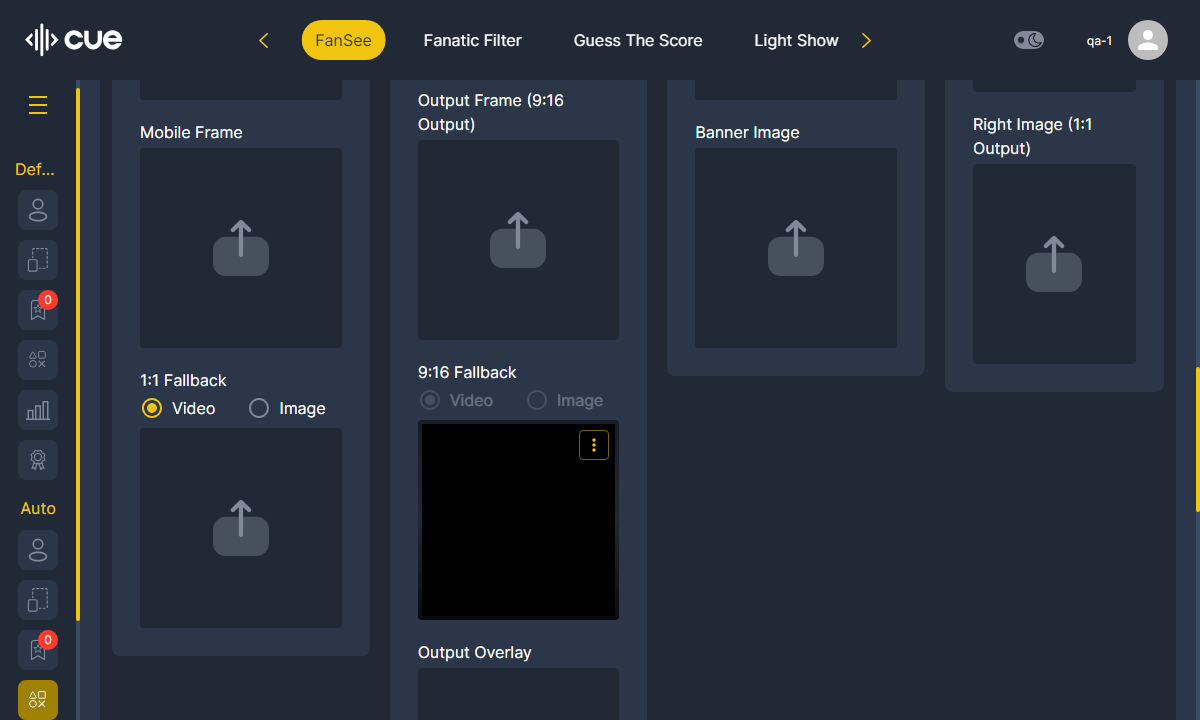 cue
FanSee
Fanatic Filter
Guess The Score
Light Show
qa-1
Def...
0
Auto
0
Mobile Frame
1:1 Fallback
Video
Image
Output Frame (9:16
Output)
9:16 Fallback
Video
Image
Output Overlay
Banner Image
Right Image (1:1
Output)